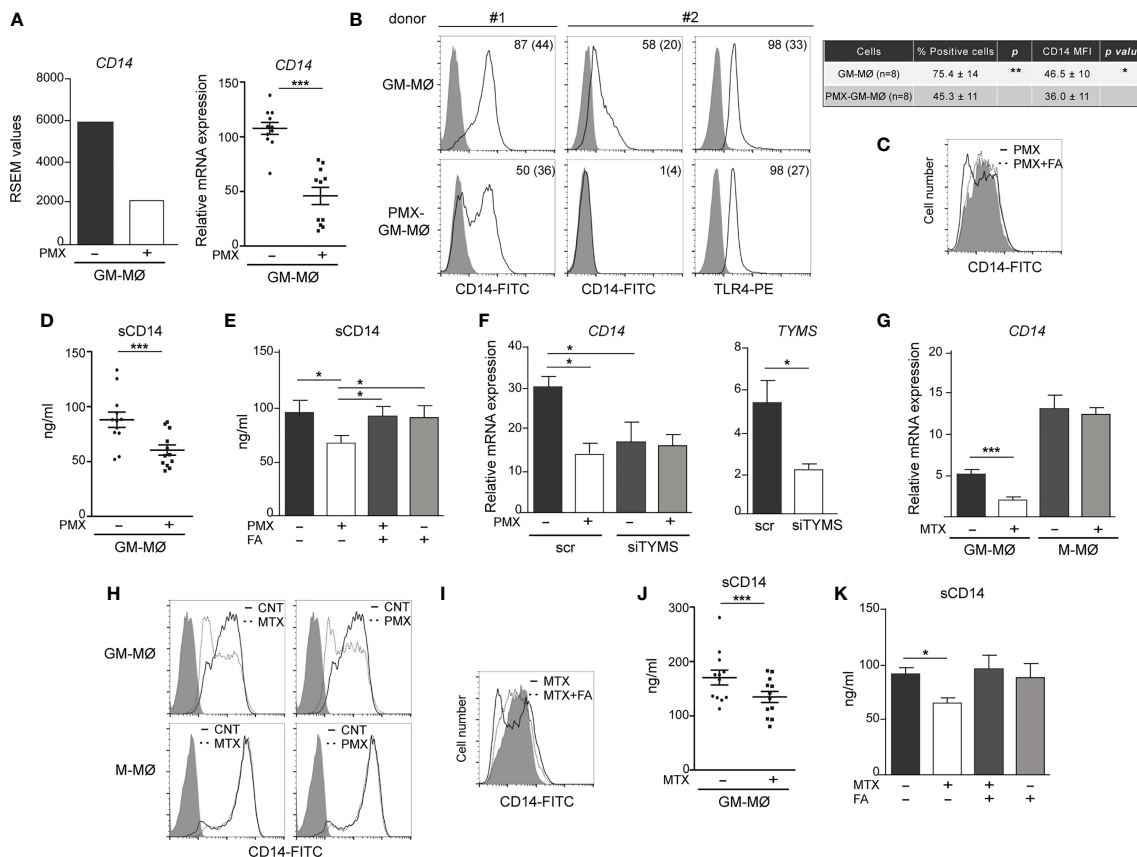 A
CD14
RSEM values
8000
6000
4000
2000
0
PMX
–
+
GM-MØ
CD14
Relative mRNA expression
150
100
50
0
***
PMX
–
+
GM-MØ
B
donor
#1
#2
GM-MØ
87 (44)
58 (20)
98 (33)
PMX-
GM-MØ
50 (36)
1(4)
98 (27)
CD14-FITC
CD14-FITC
TLR4-PE
Cells % Positive cells p CD14 MFI p valu
GM-MØ (n=8) 75.4 ± 14 ** 46.5 ± 10 *
PMX-GM-MØ (n=8) 45.3 ± 11 36.0 ± 11
C
PMX
PMX+FA
Cell number
CD14-FITC
D
sCD14
***
ng/ml
150
100
50
0
PMX
–
+
GM-MØ
E
sCD14
ng/ml
150
100
50
*
*
*
PMX – + + –
FA – – + +
F
CD14
Relative mRNA expression
40
30
20
10
0
*
*
PMX – + – +
scr
siTYMS
TYMS
8
6
4
2
0
*
scr
siTYMS
G
CD14
Relative mRNA expression
20
15
10
5
0
***
MTX – + – +
GM-MØ
M-MØ
H
GM-MØ
CNT
MTX
CNT
PMX
M-MØ
CNT
MTX
CNT
PMX
CD14-FITC
I
MTX
MTX+FA
Cell number
CD14-FITC
J
sCD14
***
ng/ml
300
200
150
100
0
MTX
–
+
GM-MØ
K
sCD14
ng/ml
150
100
50
0
*
MTX – + + –
FA – – + +